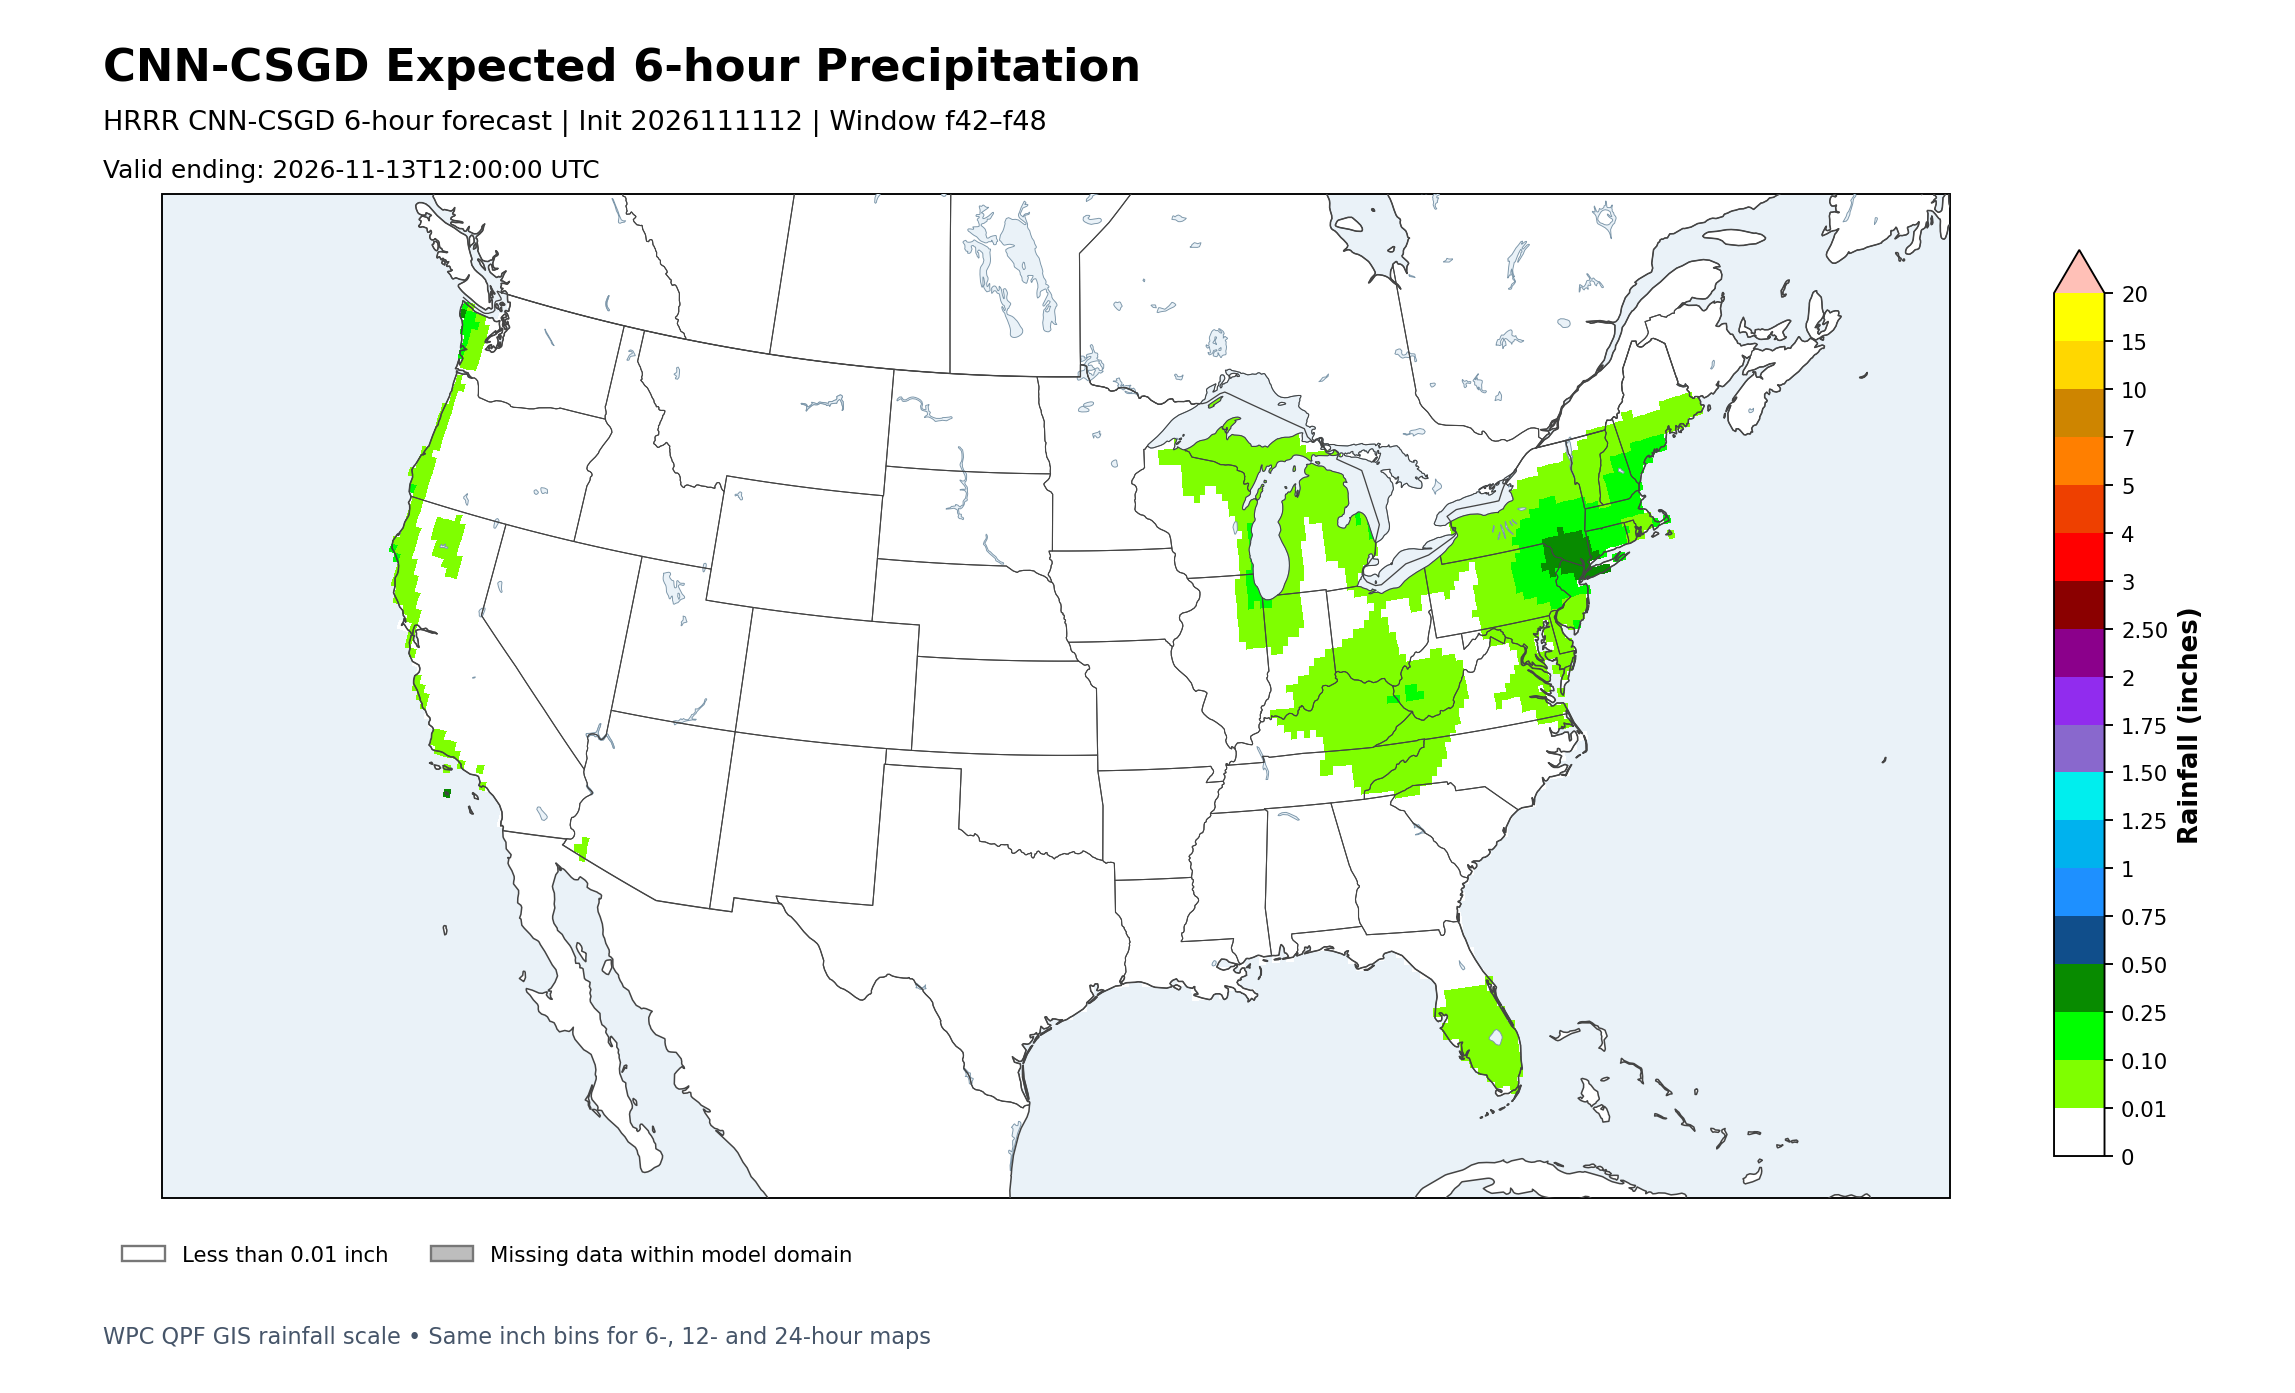 CNN-CSGD Expected 6-hour Precipitation
HRRR CNN-CSGD 6-hour forecast | Init 2026111112 | Window f42–f48
Valid ending: 2026-11-13T12:00:00 UTC
20
15
10
7
5
4
3
2.50
2
1.75
1.50
1.25
1
0.75
0.50
0.25
0.10
0.01
0
Rainfall (inches)
Less than 0.01 inch
Missing data within model domain
WPC QPF GIS rainfall scale • Same inch bins for 6-, 12- and 24-hour maps